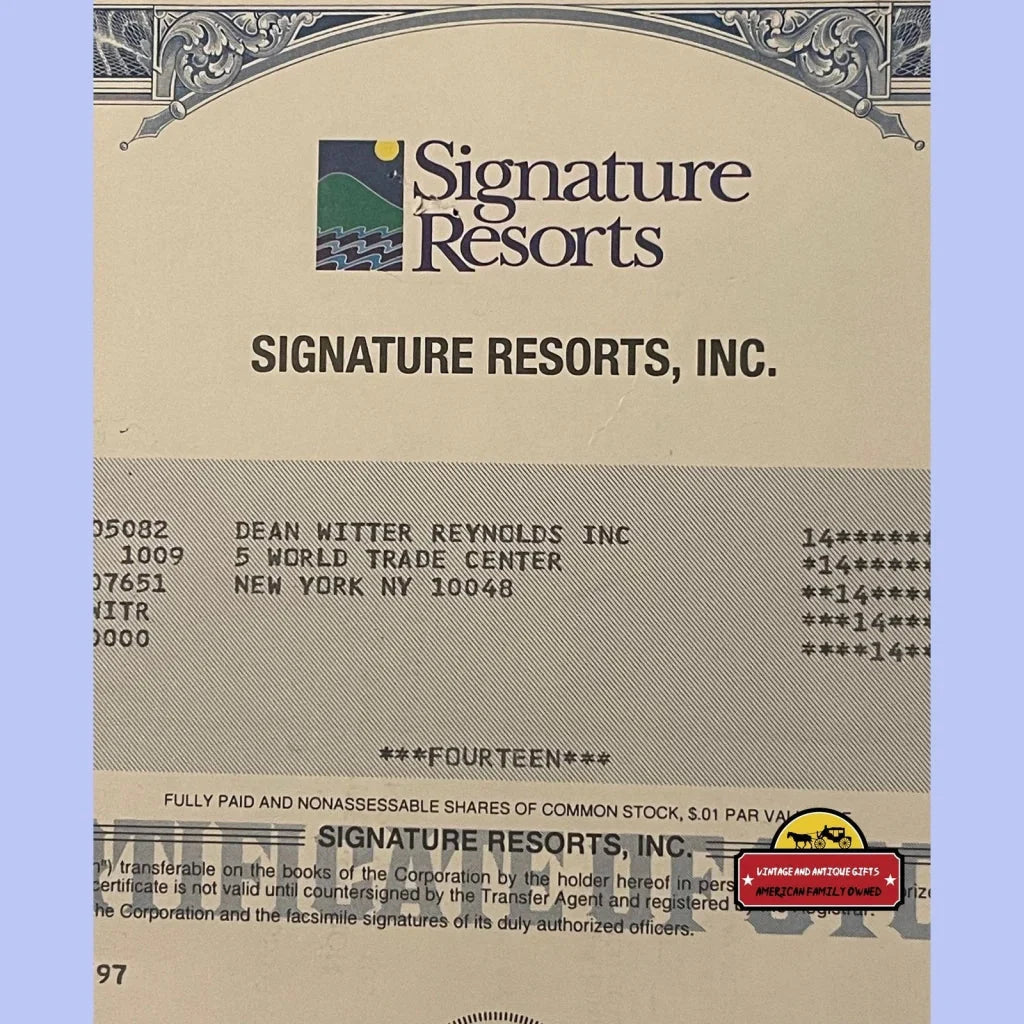 Signature
Resorts
SIGNATURE RESORTS, INC.
05082 DEAN WITTER REYNOLDS INC 14******
1009 5 WORLD TRADE CENTER *14****
07651 NEW YORK NY 10048 **14****
WITR ***14***
0000 ****14**
***FOURTEEN***
FULLY PAID AND NONASSESSABLE SHARES OF COMMON STOCK, $.01 PAR
SIGNATURE RESORTS, INC.
transferable on the books of the Corporation by the holder hereof in
certificate is not valid until countersigned by the Transfer Agent and registered
the Corporation and the facsimile signatures of its duly authorized officers.
97
VINTAGE AND ANTIQUE GIFTS
AMERICAN FAMILY OWNED